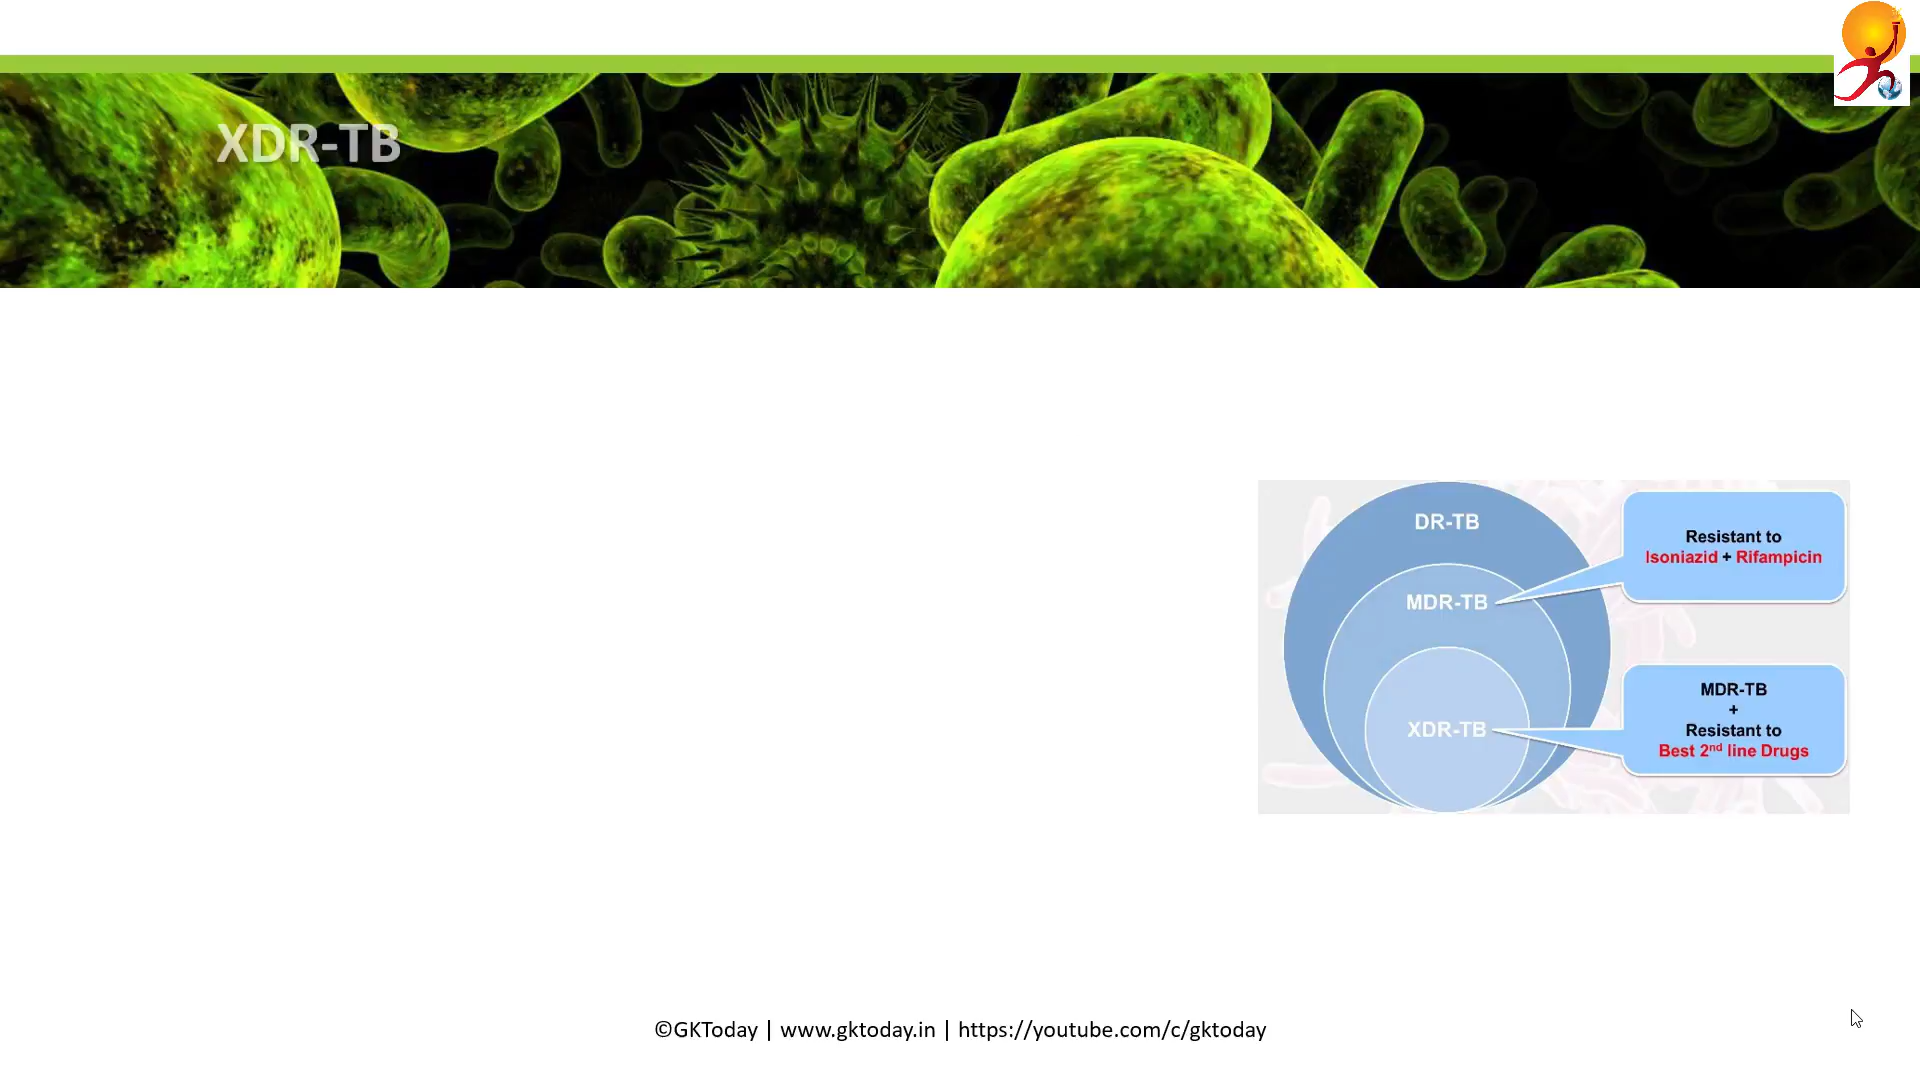 XDR-TB
DR-TB
MDR-TB
XDR-TB
Resistant to
Isoniazid + Rifampicin
MDR-TB
+
Resistant to
Best 2nd line Drugs
©GKToday | www.gktoday.in | https://youtube.com/c/gktoday